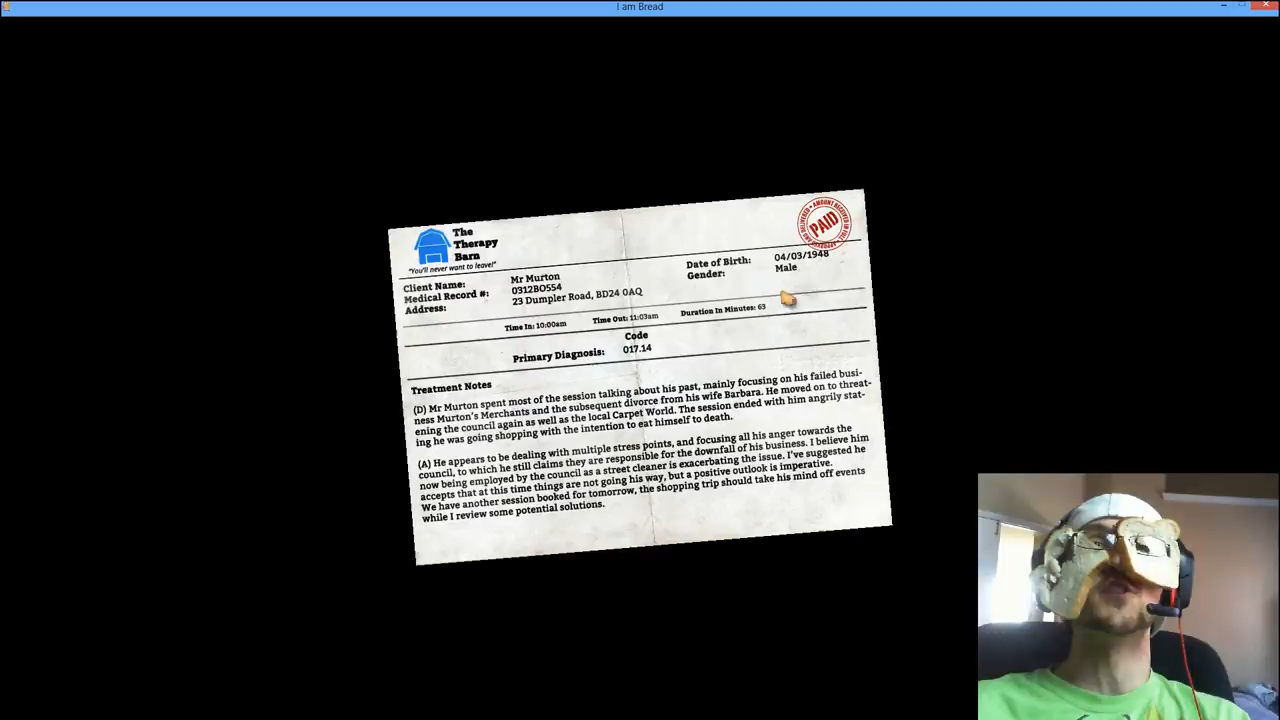 I am Bread
The
Therapy
Barn
"You'll never want to leave!"
AMOUNT RECEIVED IN FULL APPROVED AND DELIVERED
PAID
Client Name: Mr Murton
Date of Birth: 04/03/1948
Medical Record #: 0312BO554
Gender: Male
Address: 23 Dumpler Road, BD24 0AQ
Time In: 10:00am Time Out: 11:03am Duration In Minutes: 63
Code
Primary Diagnosis: 017.14
Treatment Notes
(D) Mr Murton spent most of the session talking about his past, mainly focusing on his failed busi-
ness Murton's Merchants and the subsequent divorce from his wife Barbara. He moved on to threat-
ening the council again as well as the local Carpet World. The session ended with him angrily stat-
ing he was going shopping with the intention to eat himself to death.
(A) He appears to be dealing with multiple stress points, and focusing all his anger towards the
council, to which he still claims they are responsible for the downfall of his business. I believe him
now being employed by the council as a street cleaner is exacerbating the issue. I've suggested he
accepts that at this time things are not going his way, but a positive outlook is imperative.
We have another session booked for tomorrow, the shopping trip should take his mind off events
while I review some potential solutions.